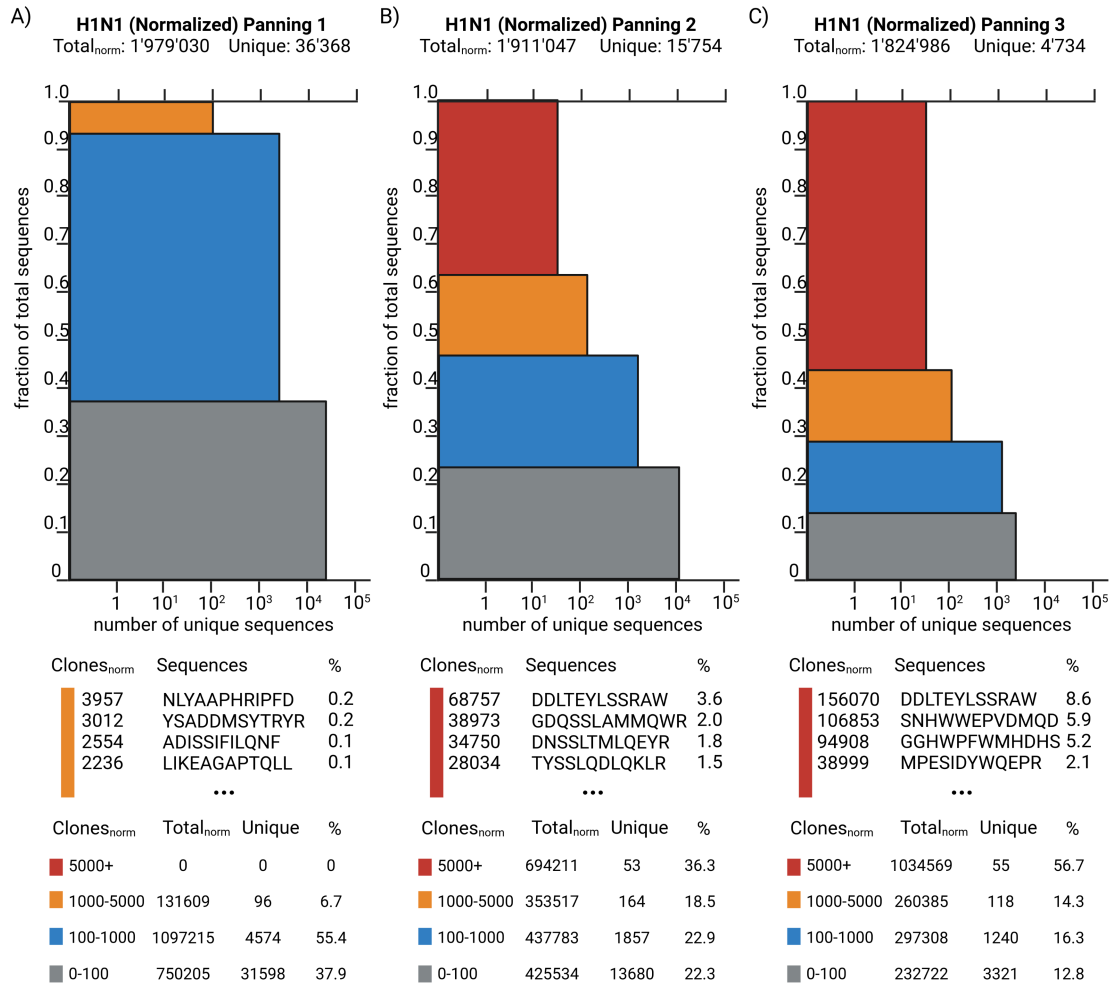 A)
H1N1 (Normalized) Panning 1
Totalnorm: 1'979'030 Unique: 36'368
1.0
0.9
0.8
0.7
0.6
0.5
0.4
0.3
0.2
0.1
0
fraction of total sequences
1 10¹ 10² 10³ 10⁴ 10⁵
number of unique sequences
Clonesnorm Sequences %
3957 NLYAAPHRIPFD 0.2
3012 YSADDMSYTRYR 0.2
2554 ADISSIFILQNF 0.1
2236 LIKEAGAPTQLL 0.1
...
Clonesnorm Totalnorm Unique %
5000+ 0 0 0
1000-5000 131609 96 6.7
100-1000 1097215 4574 55.4
0-100 750205 31598 37.9
B)
H1N1 (Normalized) Panning 2
Totalnorm: 1'911'047 Unique: 15'754
1.0
0.9
0.8
0.7
0.6
0.5
0.4
0.3
0.2
0.1
0
fraction of total sequences
1 10¹ 10² 10³ 10⁴ 10⁵
number of unique sequences
Clonesnorm Sequences %
68757 DDLTEYLSSRAW 3.6
38973 GDQSSLAMMQWR 2.0
34750 DNSSLTMLQEYR 1.8
28034 TYSSLQDLQKLR 1.5
...
Clonesnorm Totalnorm Unique %
5000+ 694211 53 36.3
1000-5000 353517 164 18.5
100-1000 437783 1857 22.9
0-100 425534 13680 22.3
C)
H1N1 (Normalized) Panning 3
Totalnorm: 1'824'986 Unique: 4'734
1.0
0.9
0.8
0.7
0.6
0.5
0.4
0.3
0.2
0.1
0
fraction of total sequences
1 10¹ 10² 10³ 10⁴ 10⁵
number of unique sequences
Clonesnorm Sequences %
156070 DDLTEYLSSRAW 8.6
106853 SNHWWEPVDMQD 5.9
94908 GGHWPFWMHDHS 5.2
38999 MPESIDYWQEPR 2.1
...
Clonesnorm Totalnorm Unique %
5000+ 1034569 55 56.7
1000-5000 260385 118 14.3
100-1000 297308 1240 16.3
0-100 232722 3321 12.8